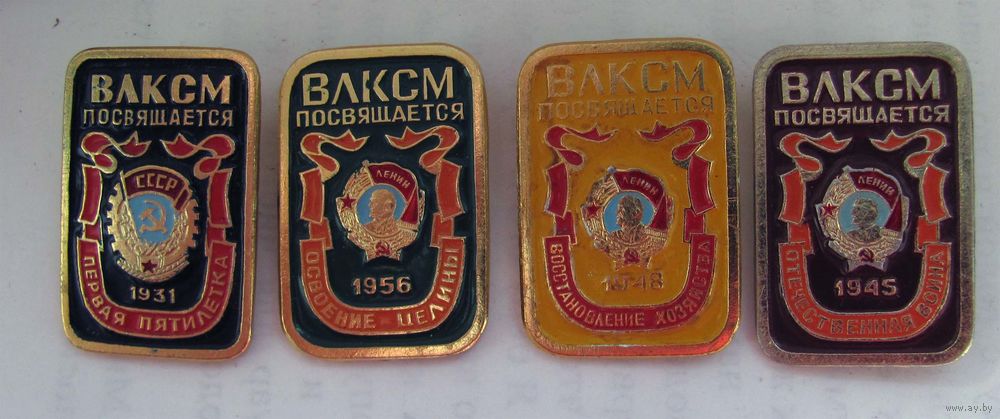 ВЛКСМ
ПОСВЯЩАЕТСЯ
СССР
1931
ПЕРВАЯ ПЯТИЛЕТКА
ВЛКСМ
ПОСВЯЩАЕТСЯ
ЛЕНИН
1956
ОСВОЕНИЕ - ЦЕЛИНЫ
ВЛКСМ
ПОСВЯЩАЕТСЯ
ЛЕНИН
1948
ВОССТАНОВЛЕНИЕ ХОЗЯЙСТВА
ВЛКСМ
ПОСВЯЩАЕТСЯ
ЛЕНИН
1945
ОТЕЧЕСТВЕННАЯ ВОЙНА
www.ay.by